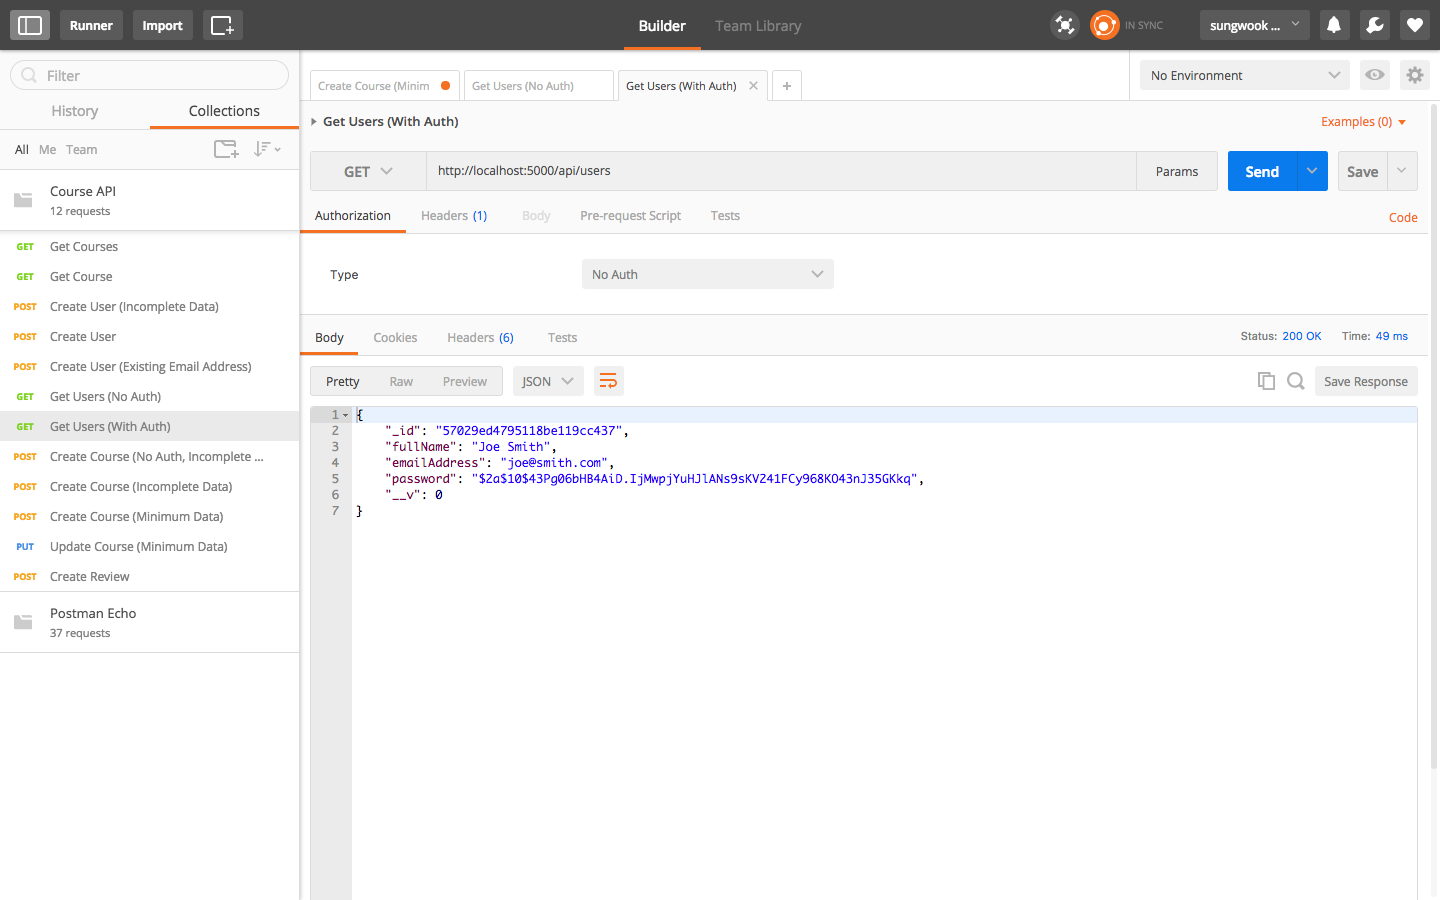 Runner
Import
Builder
Team Library
IN SYNC
sungwook ...
Filter
History
Collections
All Me Team
Course API
12 requests
GET Get Courses
GET Get Course
POST Create User (Incomplete Data)
POST Create User
POST Create User (Existing Email Address)
GET Get Users (No Auth)
GET Get Users (With Auth)
POST Create Course (No Auth, Incomplete ...
POST Create Course (Incomplete Data)
POST Create Course (Minimum Data)
PUT Update Course (Minimum Data)
POST Create Review
Postman Echo
37 requests
Create Course (Minim
Get Users (No Auth)
Get Users (With Auth)
No Environment
Get Users (With Auth)
Examples (0)
GET
http://localhost:5000/api/users
Params
Send
Save
Authorization
Headers (1)
Body
Pre-request Script
Tests
Code
Type
No Auth
Body
Cookies
Headers (6)
Tests
Status: 200 OK
Time: 49 ms
Pretty
Raw
Preview
JSON
Save Response
1 {
2 "_id": "57029ed4795118be119cc437",
3 "fullName": "Joe Smith",
4 "emailAddress": "joe@smith.com",
5 "password": "$2a$10$43Pg06bHB4AiD.IjMwpjYuHJlANs9sKVZ41FCy968KO43nJ35GKkq",
6 "__v": 0
7 }